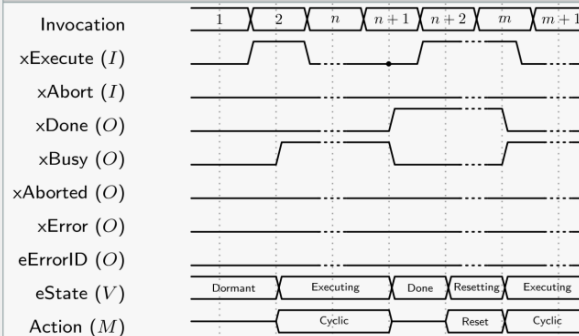 Invocation 1 2 n n + 1 n + 2 m m + 1
xExecute (I)
xAbort (I)
xDone (O)
xBusy (O)
xAborted (O)
xError (O)
eErrorID (O)
eState (V) Dormant Executing Done Resetting Executing
Action (M) Cyclic Reset Cyclic